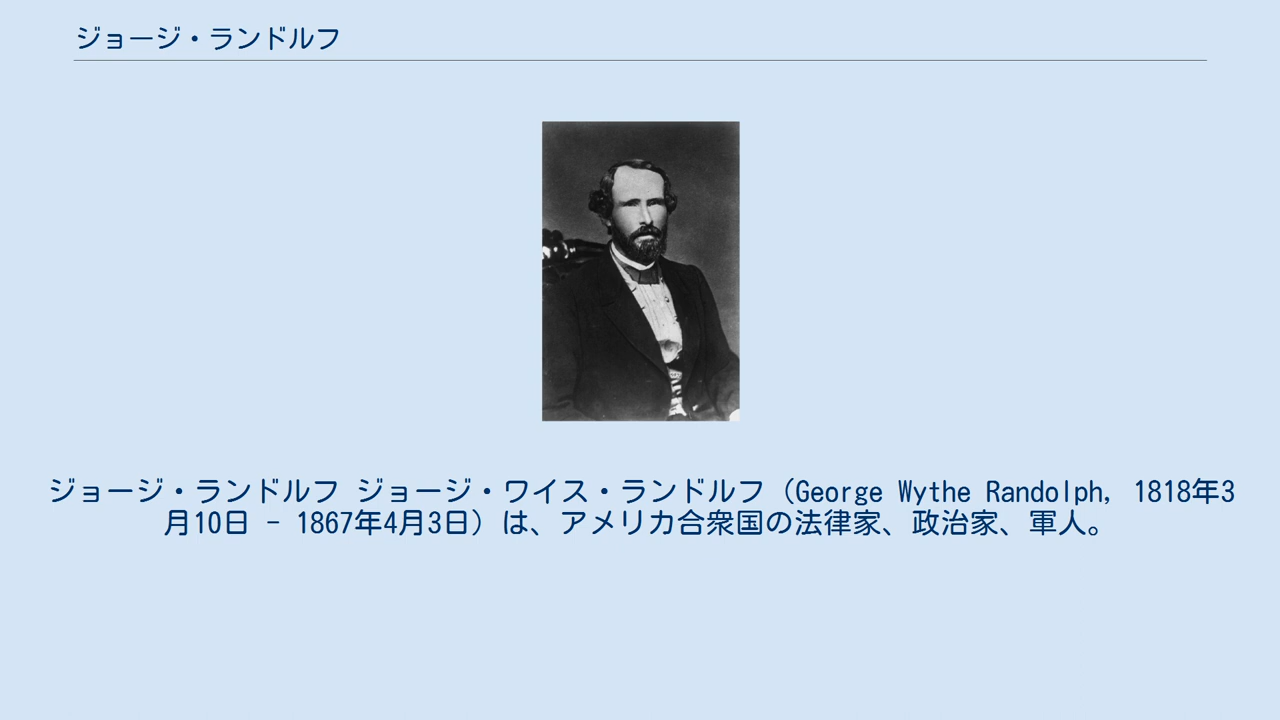 ジョージ・ランドルフ
ジョージ・ランドルフ ジョージ・ワイス・ランドルフ（George Wythe Randolph, 1818年3
月10日 - 1867年4月3日）は、アメリカ合衆国の法律家、政治家、軍人。